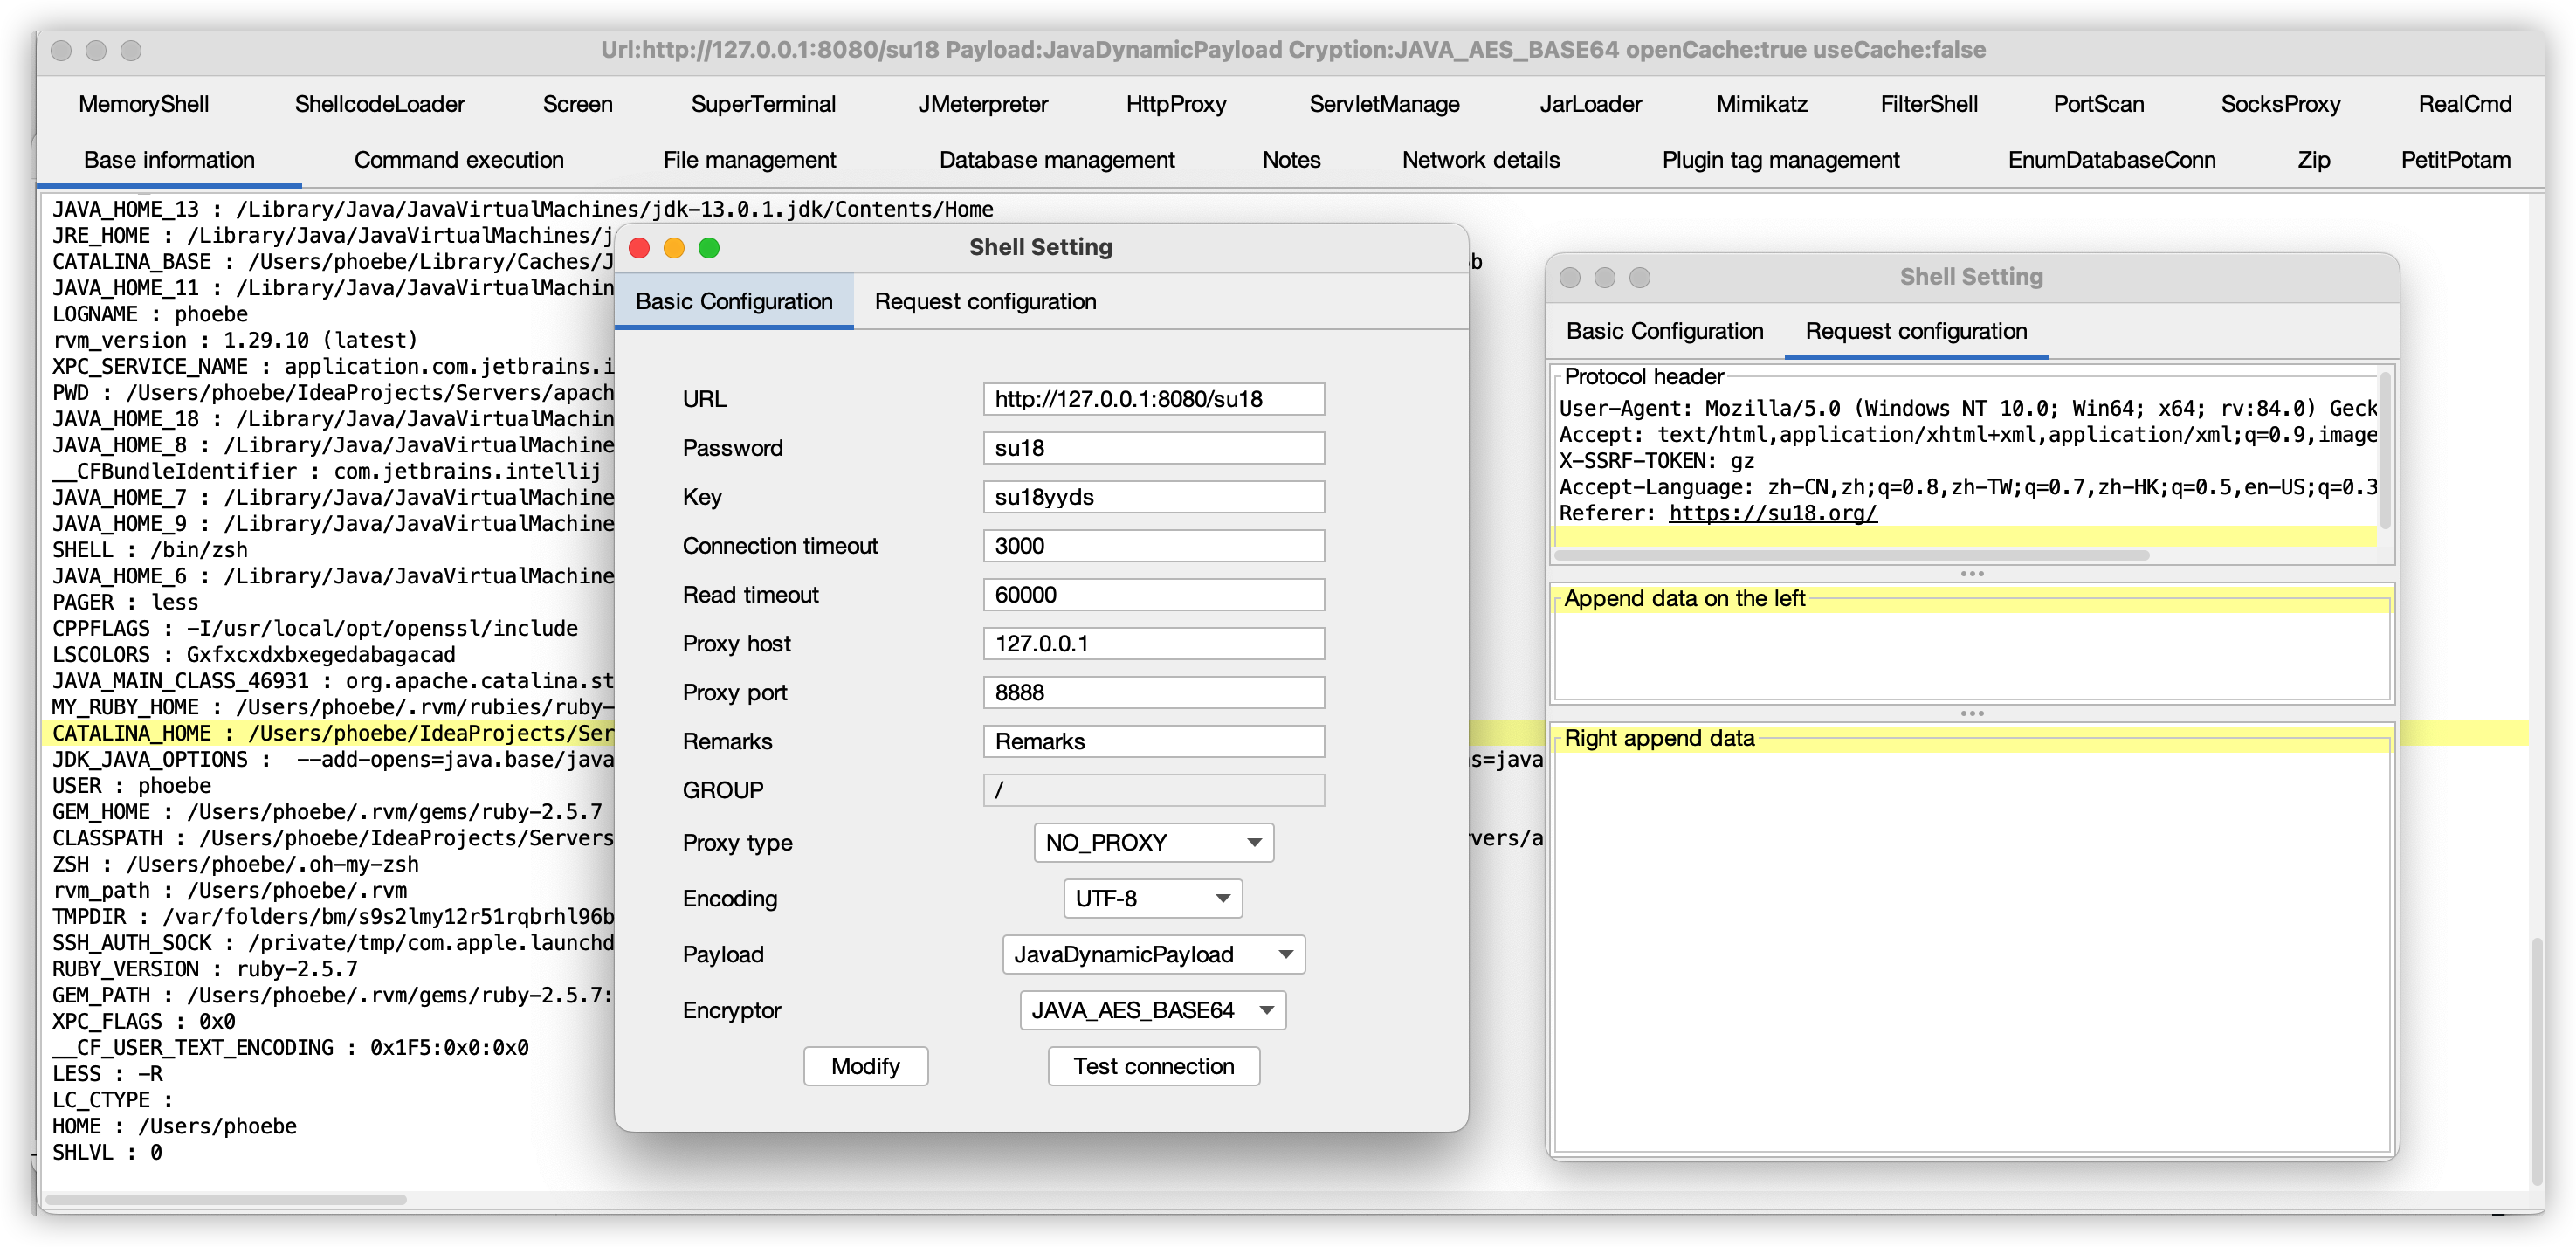 Url:http://127.0.0.1:8080/su18 Payload:JavaDynamicPayload Cryption:JAVA_AES_BASE64 openCache:true useCache:false
MemoryShell ShellcodeLoader Screen SuperTerminal JMeterpreter HttpProxy ServletManage JarLoader Mimikatz FilterShell PortScan SocksProxy RealCmd
Base information Command execution File management Database management Notes Network details Plugin tag management EnumDatabaseConn Zip PetitPotam
JAVA_HOME_13 : /Library/Java/JavaVirtualMachines/jdk-13.0.1.jdk/Contents/Home
JRE_HOME : /Library/Java/JavaVirtualMachines/j
CATALINA_BASE : /Users/phoebe/Library/Caches/J
JAVA_HOME_11 : /Library/Java/JavaVirtualMachin
LOGNAME : phoebe
rvm_version : 1.29.10 (latest)
XPC_SERVICE_NAME : application.com.jetbrains.i
PWD : /Users/phoebe/IdeaProjects/Servers/apach
JAVA_HOME_18 : /Library/Java/JavaVirtualMachin
JAVA_HOME_8 : /Library/Java/JavaVirtualMachine
__CFBundleIdentifier : com.jetbrains.intellij
JAVA_HOME_7 : /Library/Java/JavaVirtualMachine
JAVA_HOME_9 : /Library/Java/JavaVirtualMachine
SHELL : /bin/zsh
JAVA_HOME_6 : /Library/Java/JavaVirtualMachine
PAGER : less
CPPFLAGS : -I/usr/local/opt/openssl/include
LSCOLORS : Gxfxcxdxbxegedabagacad
JAVA_MAIN_CLASS_46931 : org.apache.catalina.st
MY_RUBY_HOME : /Users/phoebe/.rvm/rubies/ruby-
CATALINA_HOME : /Users/phoebe/IdeaProjects/Ser
JDK_JAVA_OPTIONS :  --add-opens=java.base/java
USER : phoebe
GEM_HOME : /Users/phoebe/.rvm/gems/ruby-2.5.7
CLASSPATH : /Users/phoebe/IdeaProjects/Servers
ZSH : /Users/phoebe/.oh-my-zsh
rvm_path : /Users/phoebe/.rvm
TMPDIR : /var/folders/bm/s9s2lmy12r51rqbrhl96b
SSH_AUTH_SOCK : /private/tmp/com.apple.launchd
RUBY_VERSION : ruby-2.5.7
GEM_PATH : /Users/phoebe/.rvm/gems/ruby-2.5.7:
XPC_FLAGS : 0x0
__CF_USER_TEXT_ENCODING : 0x1F5:0x0:0x0
LESS : -R
LC_CTYPE :
HOME : /Users/phoebe
SHLVL : 0
b
s=java
vers/a
Shell Setting
Basic Configuration Request configuration
URL http://127.0.0.1:8080/su18
Password su18
Key su18yyds
Connection timeout 3000
Read timeout 60000
Proxy host 127.0.0.1
Proxy port 8888
Remarks Remarks
GROUP /
Proxy type NO_PROXY
Encoding UTF-8
Payload JavaDynamicPayload
Encryptor JAVA_AES_BASE64
Modify Test connection
Shell Setting
Basic Configuration Request configuration
Protocol header
User-Agent: Mozilla/5.0 (Windows NT 10.0; Win64; x64; rv:84.0) Geck
Accept: text/html,application/xhtml+xml,application/xml;q=0.9,image
X-SSRF-TOKEN: gz
Accept-Language: zh-CN,zh;q=0.8,zh-TW;q=0.7,zh-HK;q=0.5,en-US;q=0.3
Referer: https://su18.org/
Append data on the left
Right append data